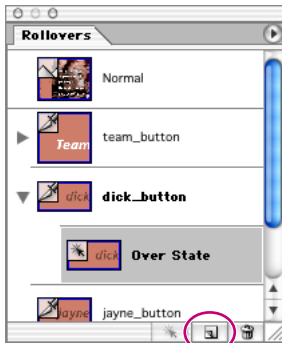 Rollovers
Normal
Team
team_button
dick
dick_button
dick
Over State
Jayne
jayne_button